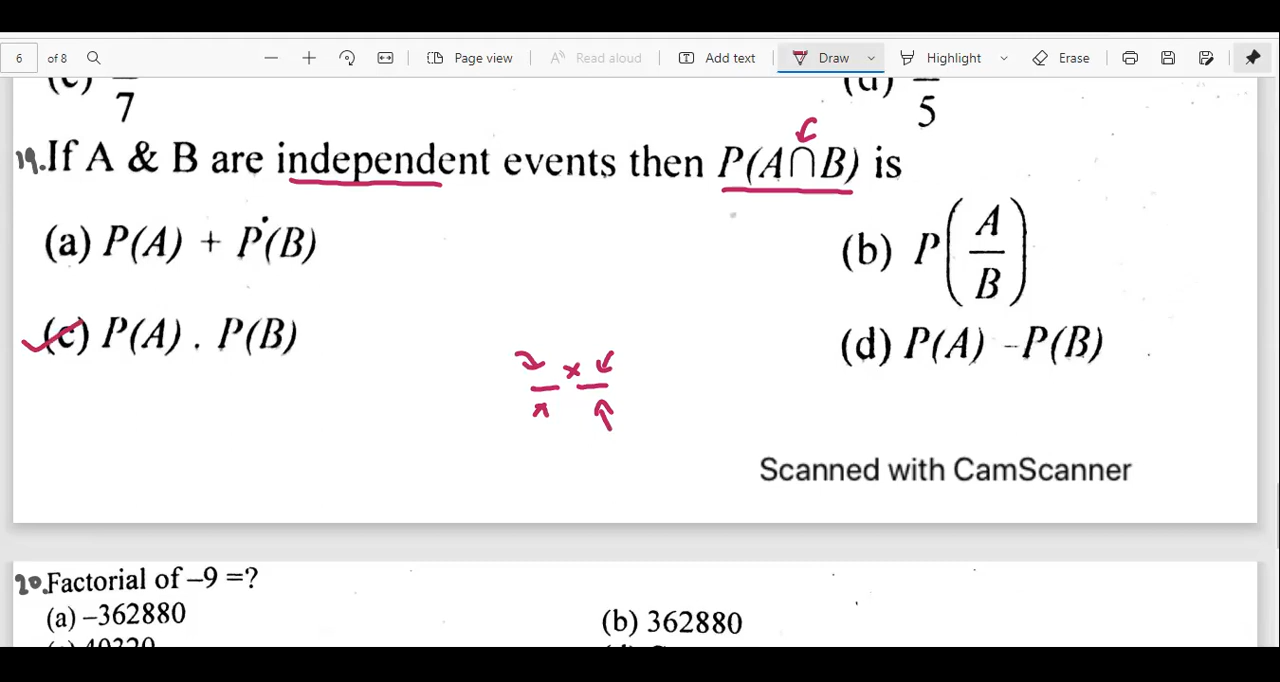 6 of 8 Page view Read aloud Add text Draw Highlight Erase
7
5
19. If A & B are independent events then P(A∩B) is
(a) P(A) + P(B)
(b) P(A/B)
(c) P(A) . P(B)
(d) P(A) - P(B)
×
Scanned with CamScanner
20. Factorial of –9 =?
(a) –362880
(b) 362880